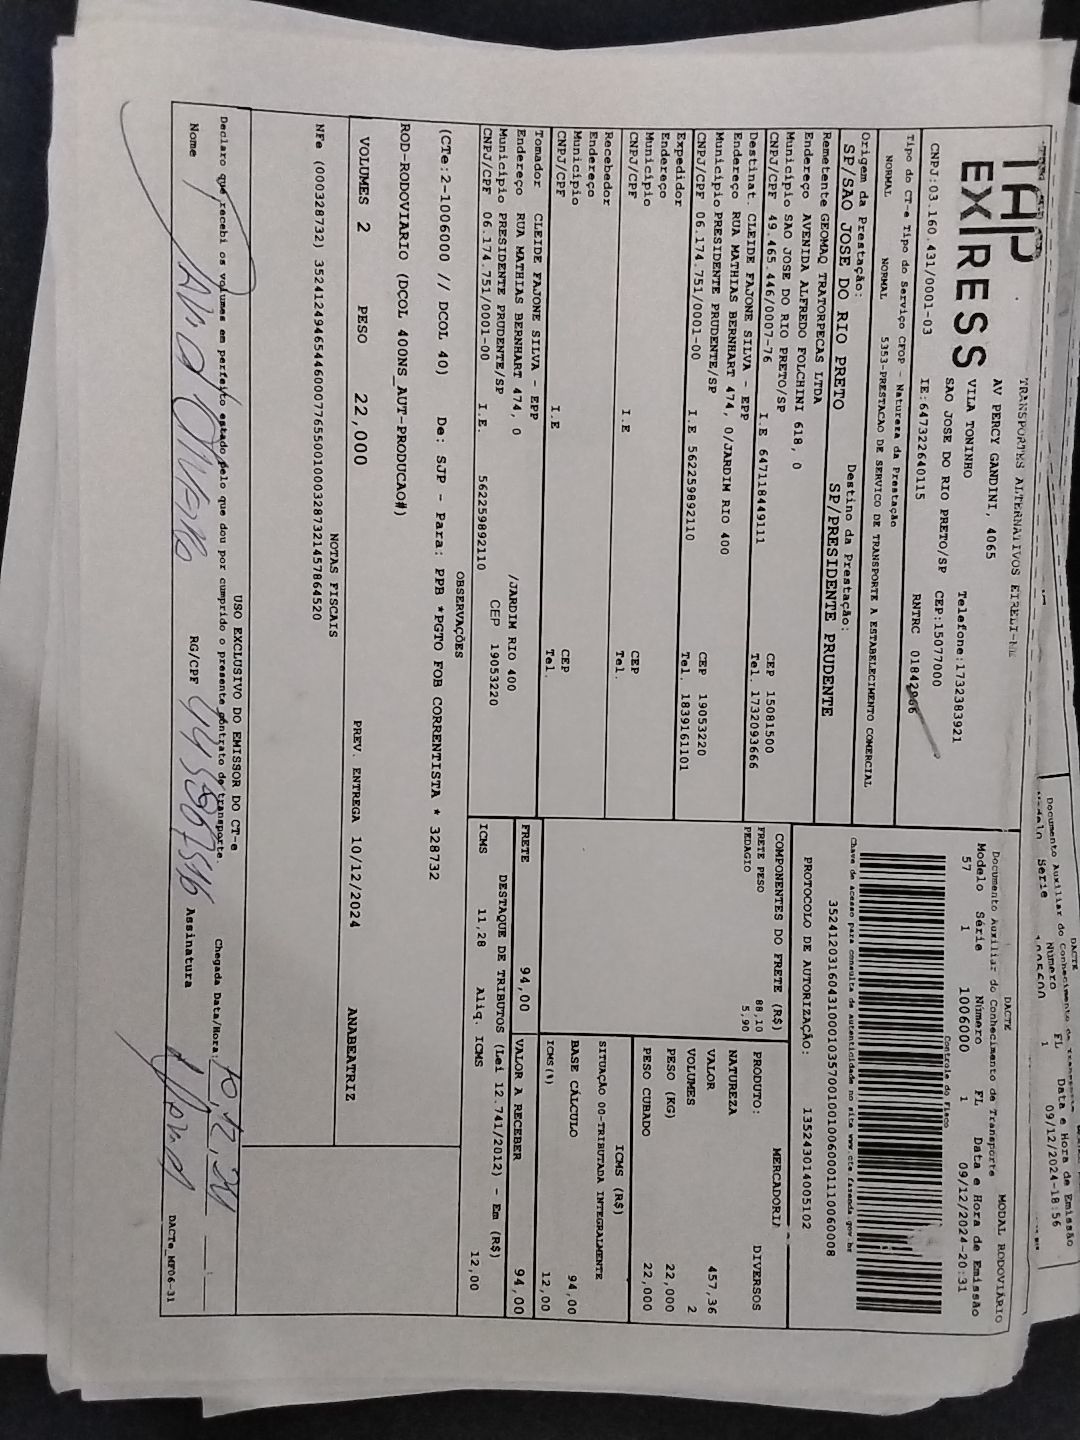 TAP
EXPRESS
TRANSPORTES ALTERNATIVOS EIRELI-ME
AV PERCY GANDINI, 4065
VILA TONINHO Telefone:1732383921
SAO JOSE DO RIO PRETO/SP CEP:15077000
CNPJ:03.160.431/0001-03 IE:647322640115 RNTRC 01842066
Tipo do CT-e Tipo do Serviço CFOP - Natureza da Prestação
NORMAL NORMAL 5353-PRESTACAO DE SERVICO DE TRANSPORTE A ESTABELECIMENTO COMERCIAL
Origem da Prestação: Destino da Prestação:
SP/SAO JOSE DO RIO PRETO SP/PRESIDENTE PRUDENTE
Remetente GEOMAQ TRATORPECAS LTDA
Endereço AVENIDA ALFREDO FOLCHINI 618, 0
Município SAO JOSE DO RIO PRETO/SP CEP 15081500
CNPJ/CPF 49.465.446/0007-76 I.E 647118449111 Tel. 1732093666
Destinat. CLEIDE FAJONE SILVA - EPP
Endereço RUA MATHIAS BERNHART 474, 0/JARDIM RIO 400
Município PRESIDENTE PRUDENTE/SP CEP 19053220
CNPJ/CPF 06.174.751/0001-00 I.E 562259892110 Tel. 1839161101
Expedidor
Endereço
Município CEP
CNPJ/CPF I.E Tel.
Recebedor
Endereço
Município CEP
CNPJ/CPF I.E Tel.
Tomador CLEIDE FAJONE SILVA - EPP
Endereço RUA MATHIAS BERNHART 474, 0 /JARDIM RIO 400
Município PRESIDENTE PRUDENTE/SP CEP 19053220
CNPJ/CPF 06.174.751/0001-00 I.E. 562259892110
DACTE MODAL RODOVIÁRIO
Documento Auxiliar do Conhecimento de Transporte
Modelo Série Número FL Data e Hora de Emissão
57 1 1006000 1 09/12/2024-20:31
Controle do Fisco
Chave de acesso para consulta de autenticidade no site www.cte.fazenda.gov.br
35241203160431000103570010010060001110060008
PROTOCOLO DE AUTORIZAÇÃO: 135243014005102
COMPONENTES DO FRETE (R$)
FRETE PESO 88,10
PEDAGIO 5,90
MERCADORIA
PRODUTO: DIVERSOS
NATUREZA
VALOR 457,36
VOLUMES 2
PESO (KG) 22,000
PESO CUBADO 22,000
ICMS (R$)
SITUAÇÃO 00-TRIBUTADA INTEGRALMENTE
BASE CÁLCULO 94,00
ICMS(%) 12,00
FRETE 94,00 VALOR A RECEBER 94,00
DESTAQUE DE TRIBUTOS (Lei 12.741/2012) - Em (R$)
ICMS 11,28 Aliq. ICMS 12,00
OBSERVAÇÕES
(CTe:2-1006000 // DCOL 40) De: SJP - Para: PPB *PGTO FOB CORRENTISTA * 328732
ROD-RODOVIARIO (DCOL 400NS_AUT-PRODUCAO#)
VOLUMES 2 PESO 22,000 PREV. ENTREGA 10/12/2024 ANABEATRIZ
NOTAS FISCAIS
NFe (000328732) 35241249465446000776550010003287321457864520
USO EXCLUSIVO DO EMISSOR DO CT-e
Declaro que recebi os volumes em perfeito estado pelo que dou por cumprido o presente contrato de transporte. Chegada Data/Hora: 10,12,24
Nome Ana Oliveira RG/CPF Assinatura
DACTe_MF06-31
DACTE
Documento Auxiliar do Conhecimento de Transporte
Modelo Serie Número FL Data e Hora de Emissão
1005600 1 09/12/2024-18:56